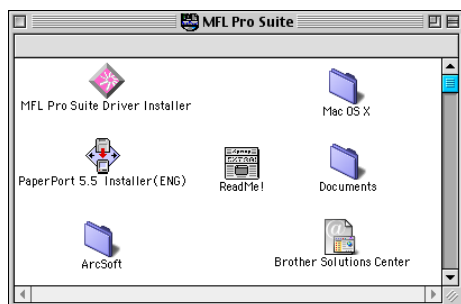 MFL Pro Suite
MFL Pro Suite Driver Installer
Mac OS X
PaperPort 5.5 Installer(ENG)
EXTRA!
ReadMe!
Documents
ArcSoft
Brother Solutions Center